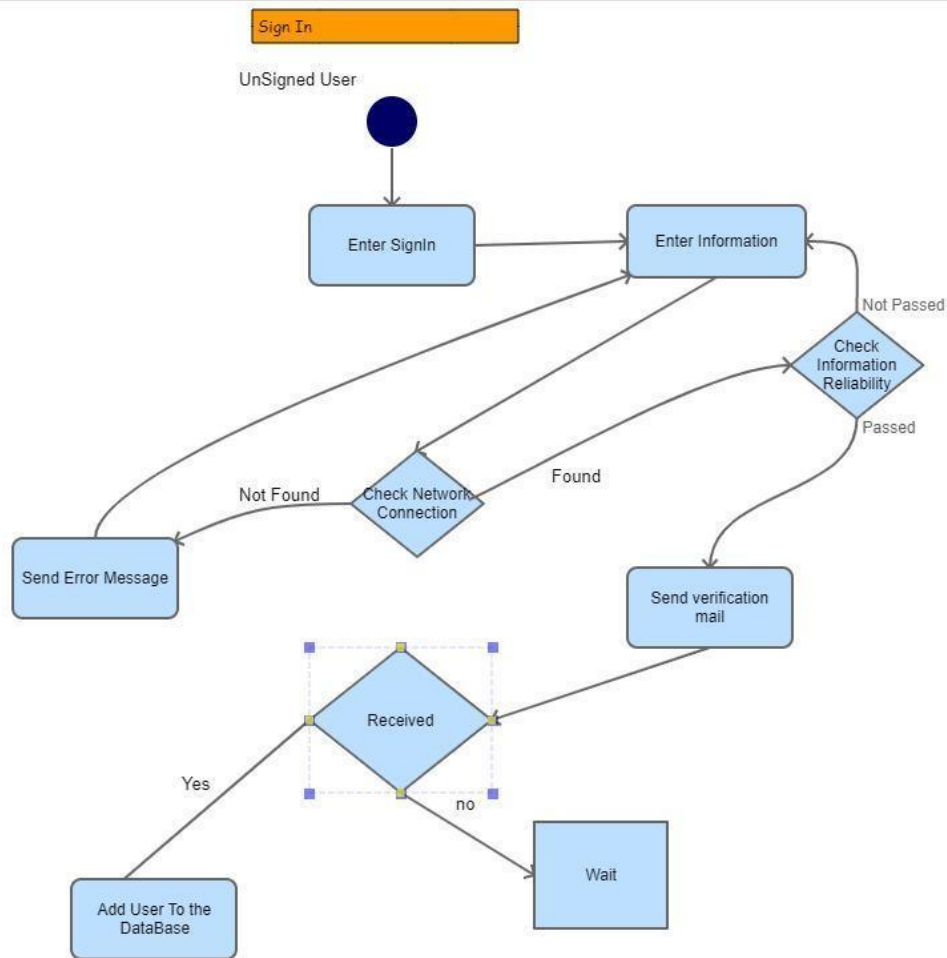 Sign In
UnSigned User
Enter SignIn
Enter Information
Not Passed
Check
Information
Reliability
Passed
Found
Not Found
Check Network
Connection
Send Error Message
Send verification
mail
Received
Yes
no
Wait
Add User To the
DataBase